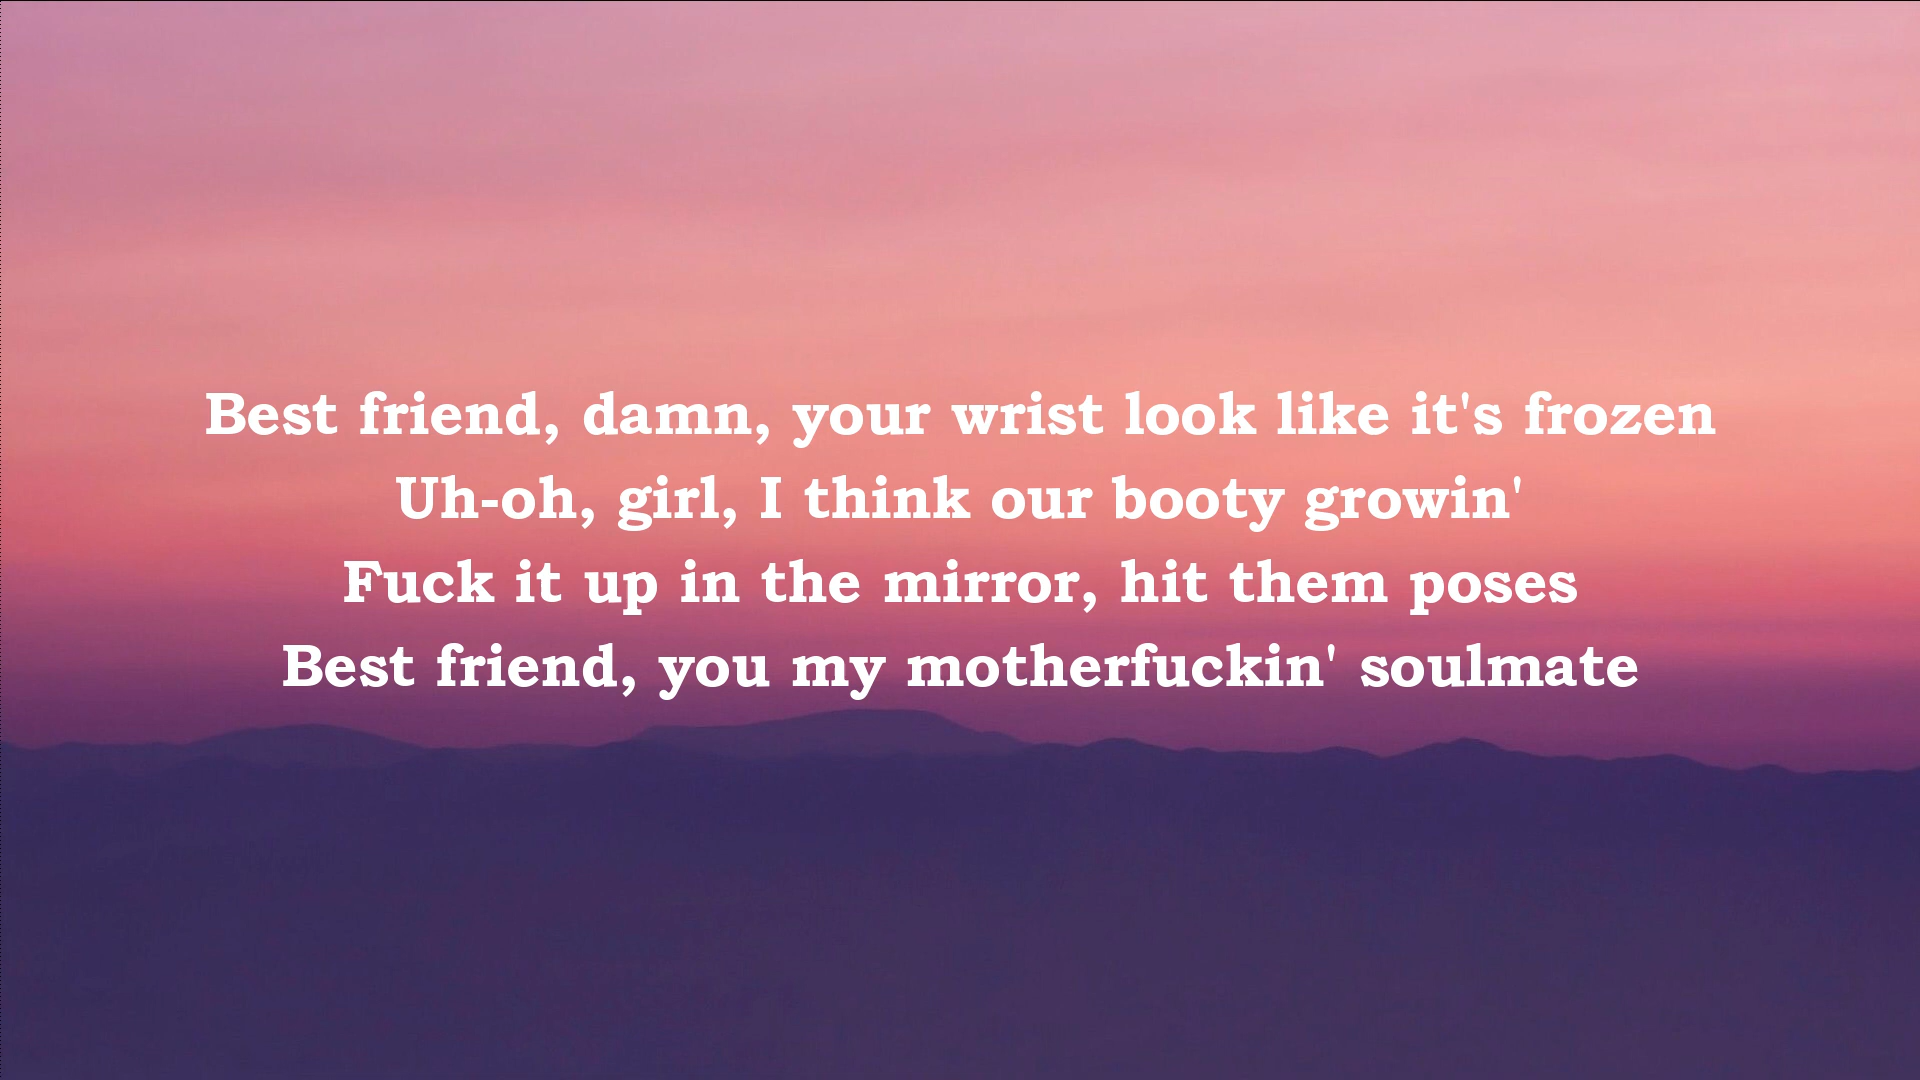 Best friend, damn, your wrist look like it's frozen
Uh-oh, girl, I think our booty growin'
Fuck it up in the mirror, hit them poses
Best friend, you my motherfuckin' soulmate